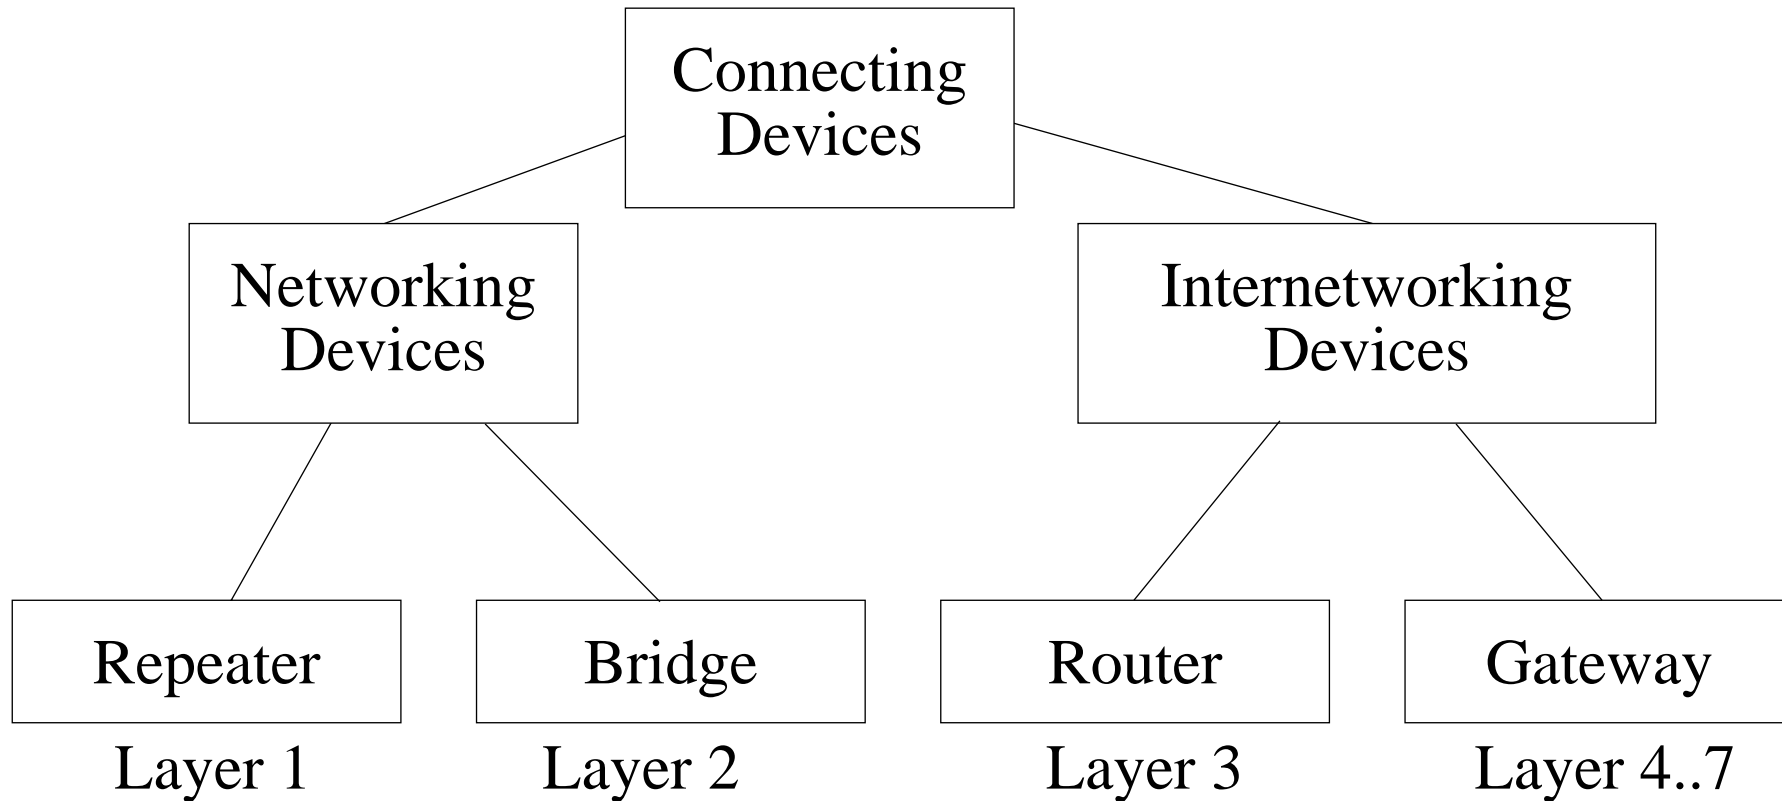 Connecting
Devices
Networking
Devices
Internetworking
Devices
Repeater
Bridge
Router
Gateway
Layer 1
Layer 2
Layer 3
Layer 4..7